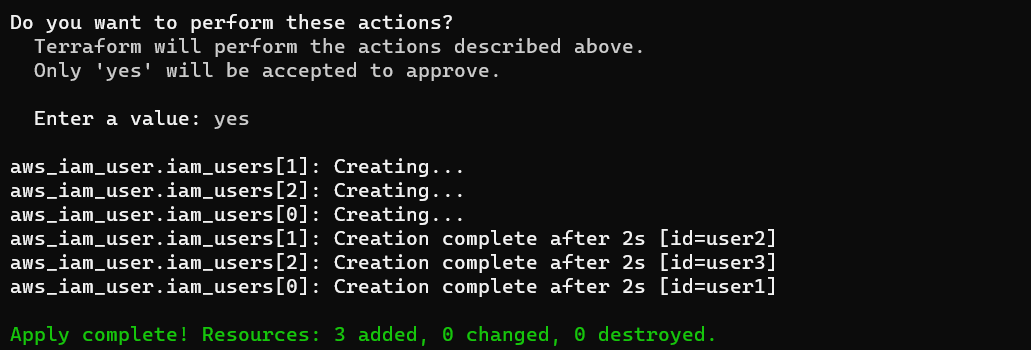 Do you want to perform these actions?
Terraform will perform the actions described above.
Only 'yes' will be accepted to approve.
Enter a value: yes
aws_iam_user.iam_users[1]: Creating...
aws_iam_user.iam_users[2]: Creating...
aws_iam_user.iam_users[0]: Creating...
aws_iam_user.iam_users[1]: Creation complete after 2s [id=user2]
aws_iam_user.iam_users[2]: Creation complete after 2s [id=user3]
aws_iam_user.iam_users[0]: Creation complete after 2s [id=user1]
Apply complete! Resources: 3 added, 0 changed, 0 destroyed.